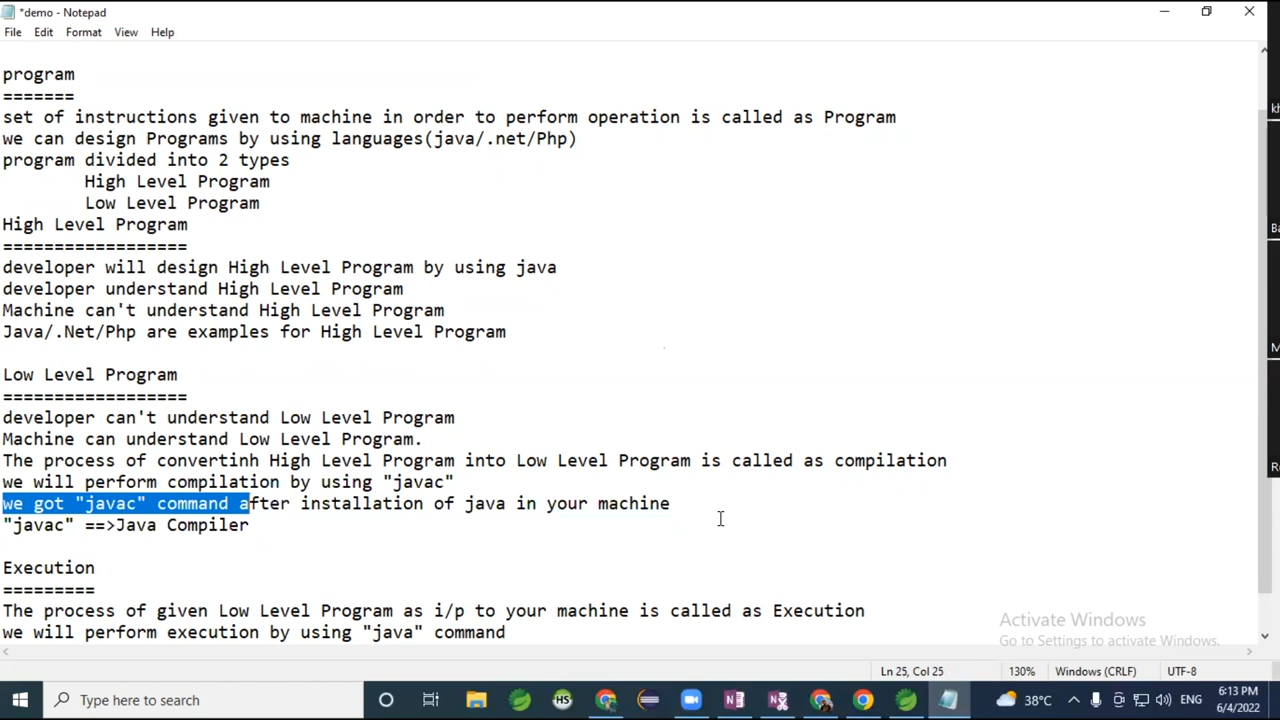 *demo - Notepad
File Edit Format View Help
program
=======
set of instructions given to machine in order to perform operation is called as Program
we can design Programs by using languages(java/.net/Php)
program divided into 2 types
High Level Program
Low Level Program
High Level Program
==================
developer will design High Level Program by using java
developer understand High Level Program
Machine can't understand High Level Program
Java/.Net/Php are examples for High Level Program
Low Level Program
==================
developer can't understand Low Level Program
Machine can understand Low Level Program.
The process of convertinh High Level Program into Low Level Program is called as compilation
we will perform compilation by using "javac"
we got "javac" command after installation of java in your machine
"javac" ==>Java Compiler
Execution
=========
The process of given Low Level Program as i/p to your machine is called as Execution
we will perform execution by using "java" command
Activate Windows
Go to Settings to activate Windows.
Ln 25, Col 25 130% Windows (CRLF) UTF-8
Type here to search
HS
38°C
ENG
6:13 PM
6/4/2022